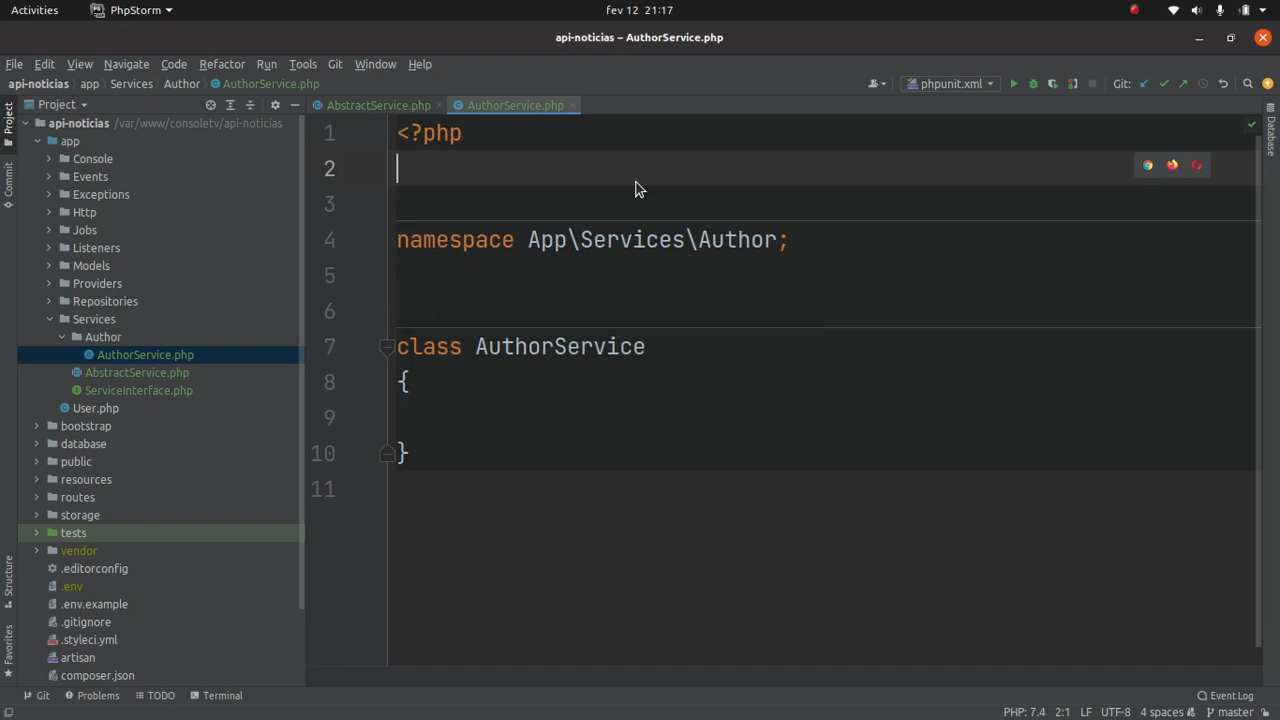 Activities PhpStorm fev 12 21:17
api-noticias – AuthorService.php
File Edit View Navigate Code Refactor Run Tools Git Window Help
api-noticias app Services Author AuthorService.php phpunit.xml Git:
Project AbstractService.php AuthorService.php
api-noticias /var/www/consoletv/api-noticias
app
Console
Events
Exceptions
Http
Jobs
Listeners
Models
Providers
Repositories
Services
Author
AuthorService.php
AbstractService.php
ServiceInterface.php
User.php
bootstrap
database
public
resources
routes
storage
tests
vendor
.editorconfig
.env
.env.example
.gitignore
.styleci.yml
artisan
composer.json
Project
Commit
Structure
Favorites
1 <?php
2
3
4 namespace App\Services\Author;
5
6
7 class AuthorService
8 {
9
10 }
11
Database
Git Problems TODO Terminal Event Log
PHP: 7.4 2:1 LF UTF-8 4 spaces master